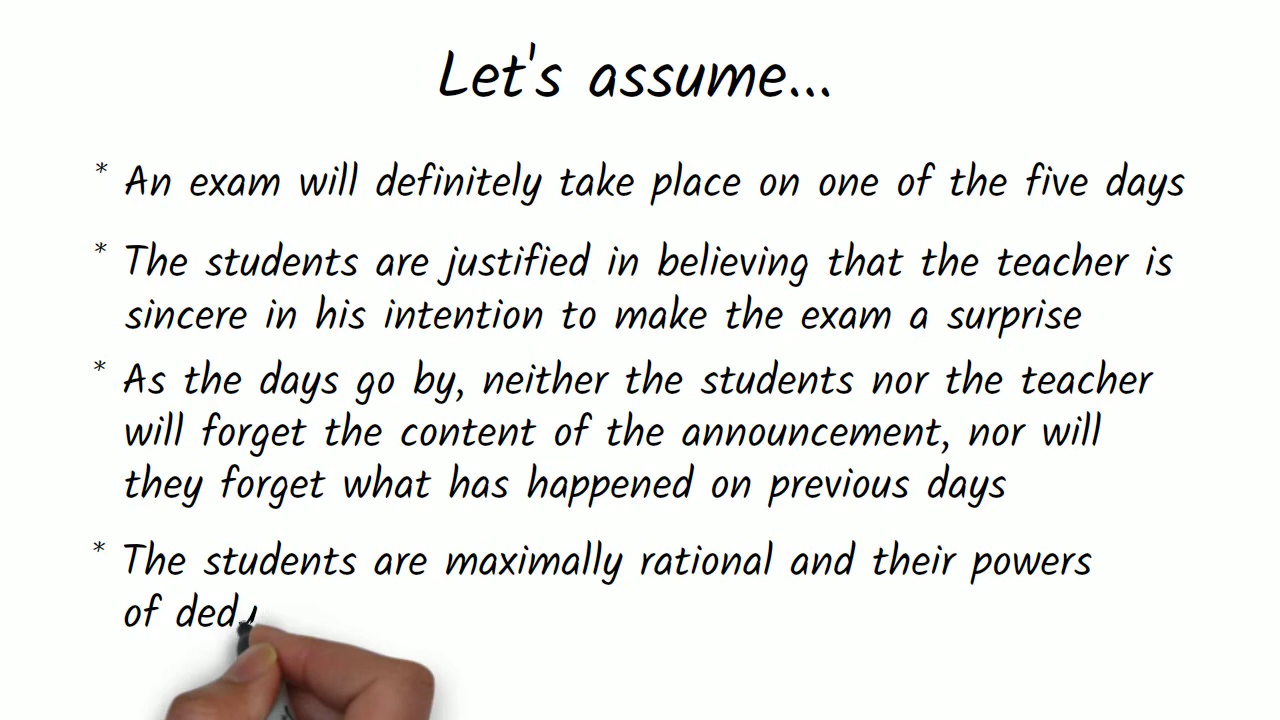 Let's assume...
* An exam will definitely take place on one of the five days
* The students are justified in believing that the teacher is
sincere in his intention to make the exam a surprise
* As the days go by, neither the students nor the teacher
will forget the content of the announcement, nor will
they forget what has happened on previous days
* The students are maximally rational and their powers
of ded